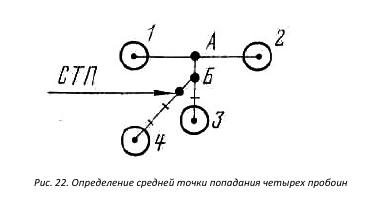 1 А 2
СТП Б
3
4
Рис. 22. Определение средней точки попадания четырех пробоин